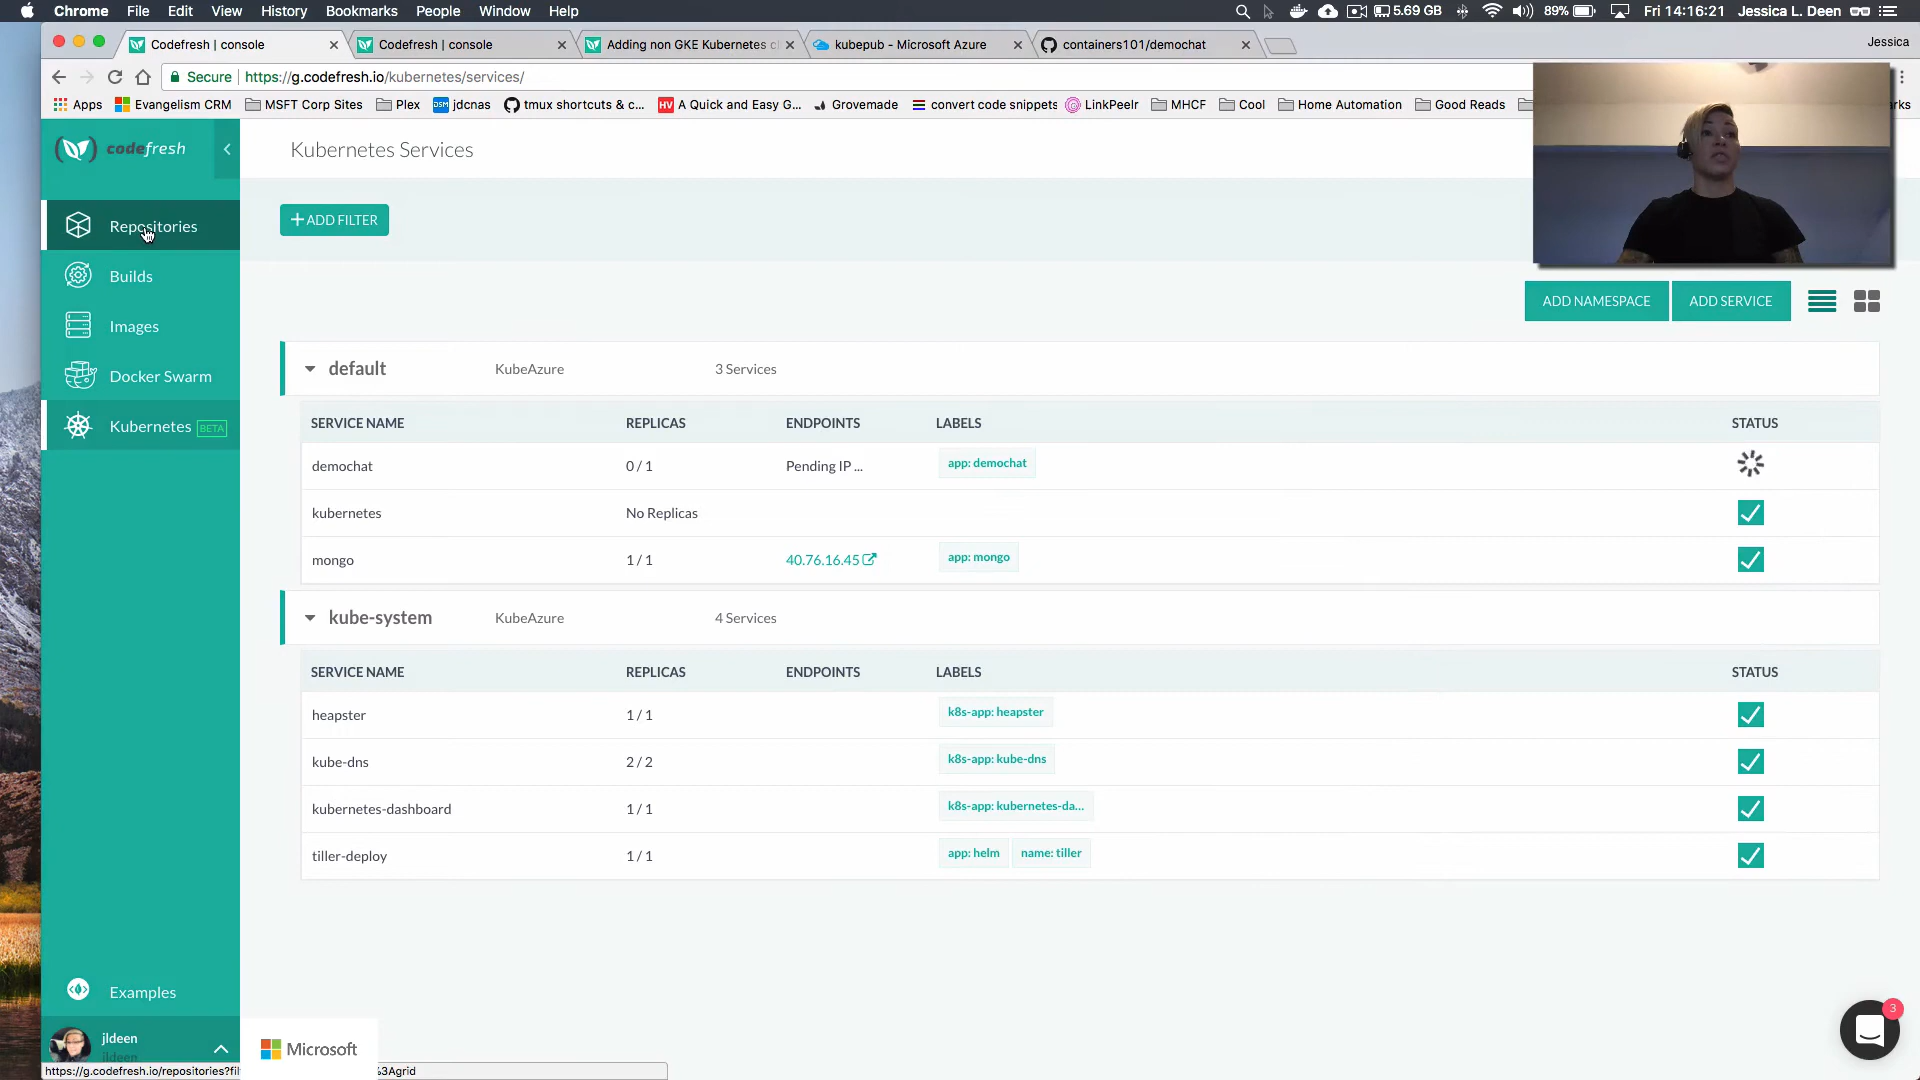 Chrome File Edit View History Bookmarks People Window Help 5.69 GB 89% Fri 14:16:21 Jessica L. Deen
Codefresh | console Codefresh | console Adding non GKE Kubernetes c kubepub - Microsoft Azure containers101/demochat Jessica
Secure https://g.codefresh.io/kubernetes/services/
Apps Evangelism CRM MSFT Corp Sites Plex jdcnas tmux shortcuts & c... A Quick and Easy G... Grovemade convert code snippets LinkPeelr MHCF Cool Home Automation Good Reads rks
codefresh
Kubernetes Services
Repositories
ADD FILTER
Builds
Images
Docker Swarm
Kubernetes BETA
ADD NAMESPACE ADD SERVICE
default KubeAzure 3 Services
SERVICE NAME REPLICAS ENDPOINTS LABELS STATUS
demochat 0 / 1 Pending IP ... app: demochat
kubernetes No Replicas
mongo 1 / 1 40.76.16.45 app: mongo
kube-system KubeAzure 4 Services
SERVICE NAME REPLICAS ENDPOINTS LABELS STATUS
heapster 1 / 1 k8s-app: heapster
kube-dns 2 / 2 k8s-app: kube-dns
kubernetes-dashboard 1 / 1 k8s-app: kubernetes-da...
tiller-deploy 1 / 1 app: helm name: tiller
Examples
jldeen
jldeen
Microsoft
3
https://g.codefresh.io/repositories?fil %3Agrid